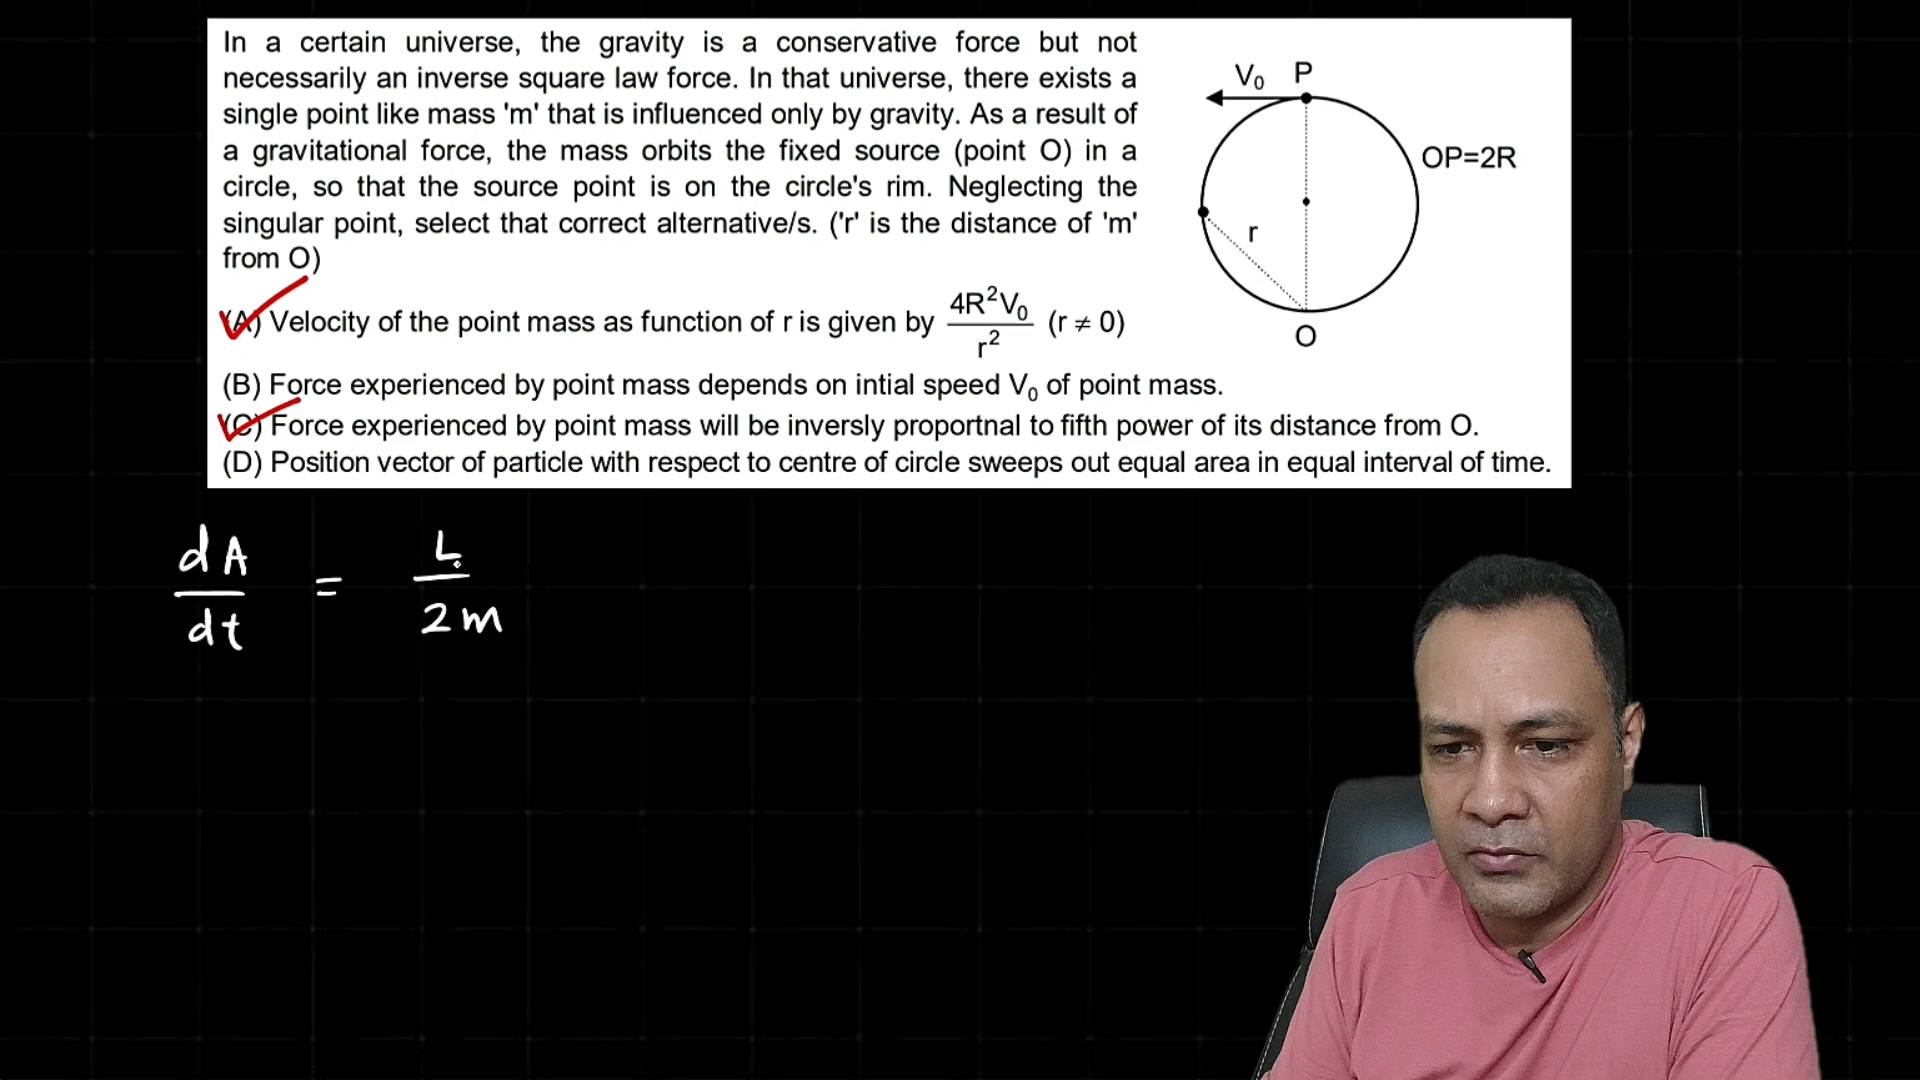 In a certain universe, the gravity is a conservative force but not
necessarily an inverse square law force. In that universe, there exists a
single point like mass 'm' that is influenced only by gravity. As a result of
a gravitational force, the mass orbits the fixed source (point O) in a
circle, so that the source point is on the circle's rim. Neglecting the
singular point, select that correct alternative/s. ('r' is the distance of 'm'
from O)
V₀ P
OP=2R
r
O
(A) Velocity of the point mass as function of r is given by 4R²V₀/r² (r ≠ 0)
(B) Force experienced by point mass depends on intial speed V₀ of point mass.
(C) Force experienced by point mass will be inversly proportnal to fifth power of its distance from O.
(D) Position vector of particle with respect to centre of circle sweeps out equal area in equal interval of time.
dA/dt = L/2m